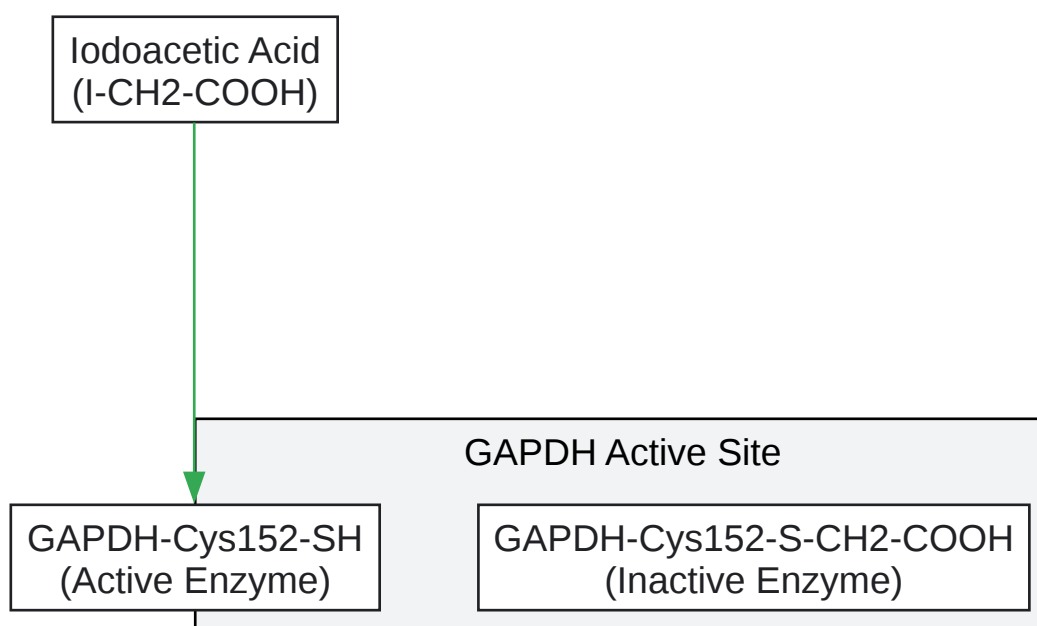 Iodoacetic Acid
(I-CH2-COOH)
GAPDH Active Site
GAPDH-Cys152-SH
(Active Enzyme)
GAPDH-Cys152-S-CH2-COOH
(Inactive Enzyme)